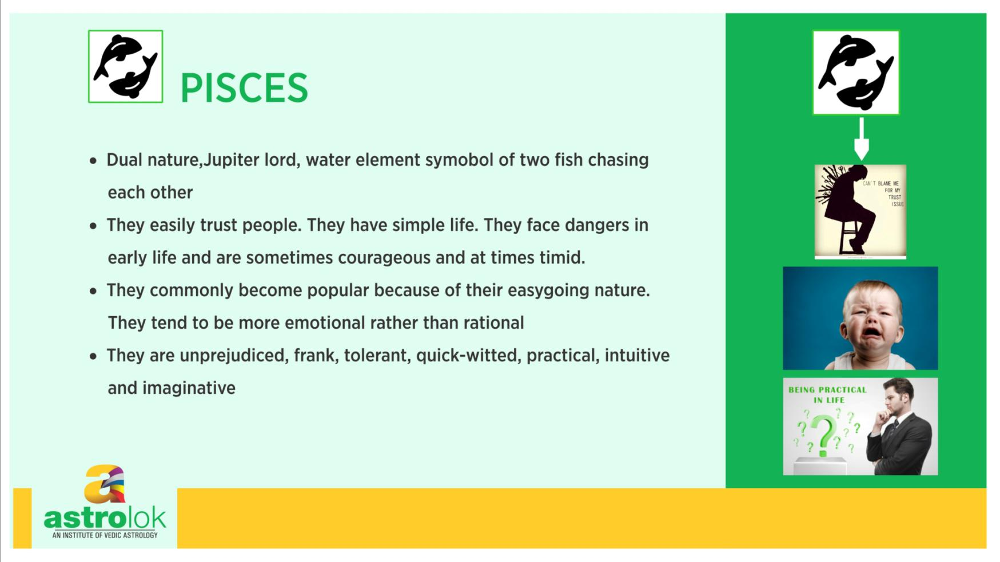 PISCES
• Dual nature,Jupiter lord, water element symobol of two fish chasing
each other
• They easily trust people. They have simple life. They face dangers in
early life and are sometimes courageous and at times timid.
• They commonly become popular because of their easygoing nature.
They tend to be more emotional rather than rational
• They are unprejudiced, frank, tolerant, quick-witted, practical, intuitive
and imaginative
CAN'T BLAME ME
FOR MY
TRUST
ISSUE
BEING PRACTICAL
IN LIFE
a
astrolok
AN INSTITUTE OF VEDIC ASTROLOGY